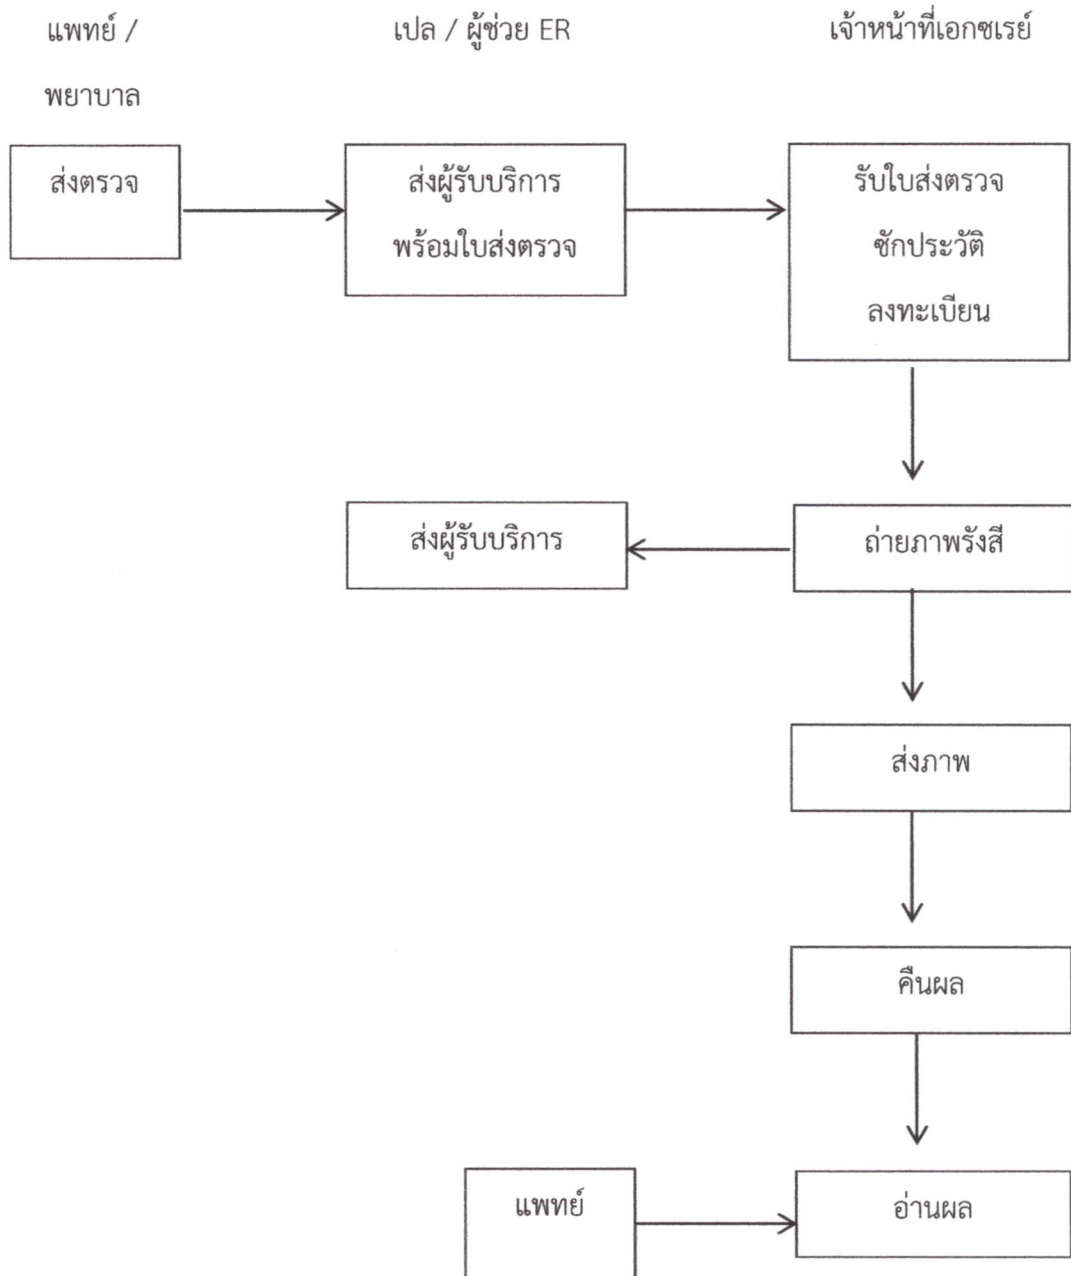 แพทย์ /
พยาบาล
เปล / ผู้ช่วย ER
เจ้าหน้าที่เอกซเรย์
ส่งตรวจ
ส่งผู้รับบริการ
พร้อมใบส่งตรวจ
รับใบส่งตรวจ
ซักประวัติ
ลงทะเบียน
ส่งผู้รับบริการ
ถ่ายภาพรังสี
ส่งภาพ
คืนผล
แพทย์
อ่านผล